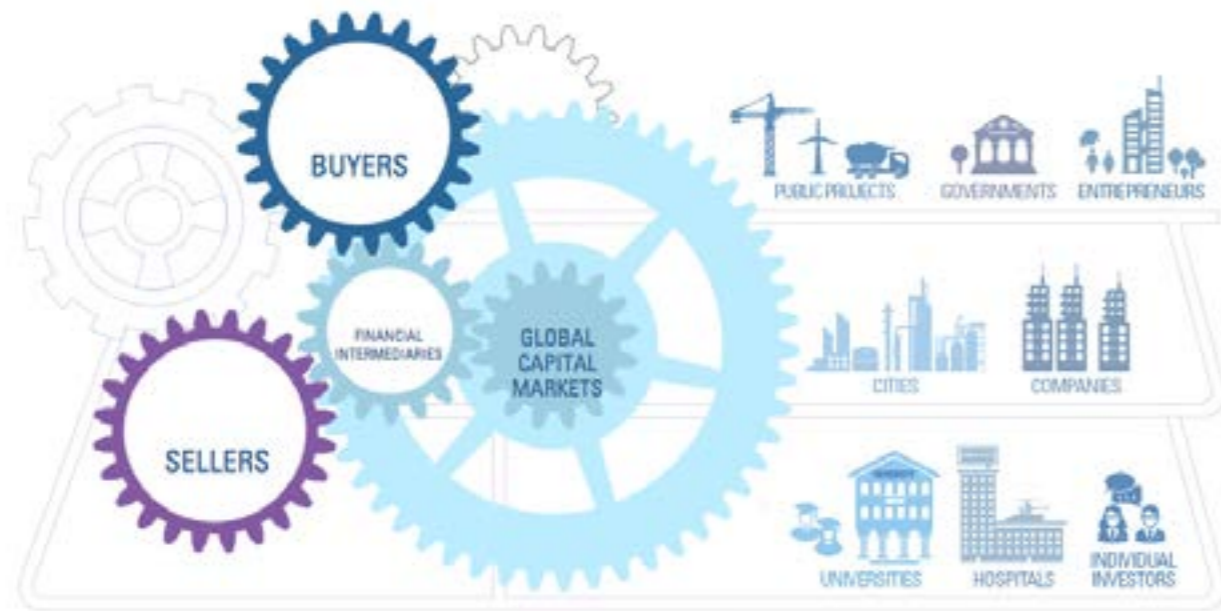 BUYERS
FINANCIAL
INTERMEDIARIES
GLOBAL
CAPITAL
MARKETS
SELLERS
PUBLIC PROJECTS
GOVERNMENTS
ENTREPRENEURS
CITIES
COMPANIES
UNIVERSITIES
HOSPITALS
INDIVIDUAL
INVESTORS